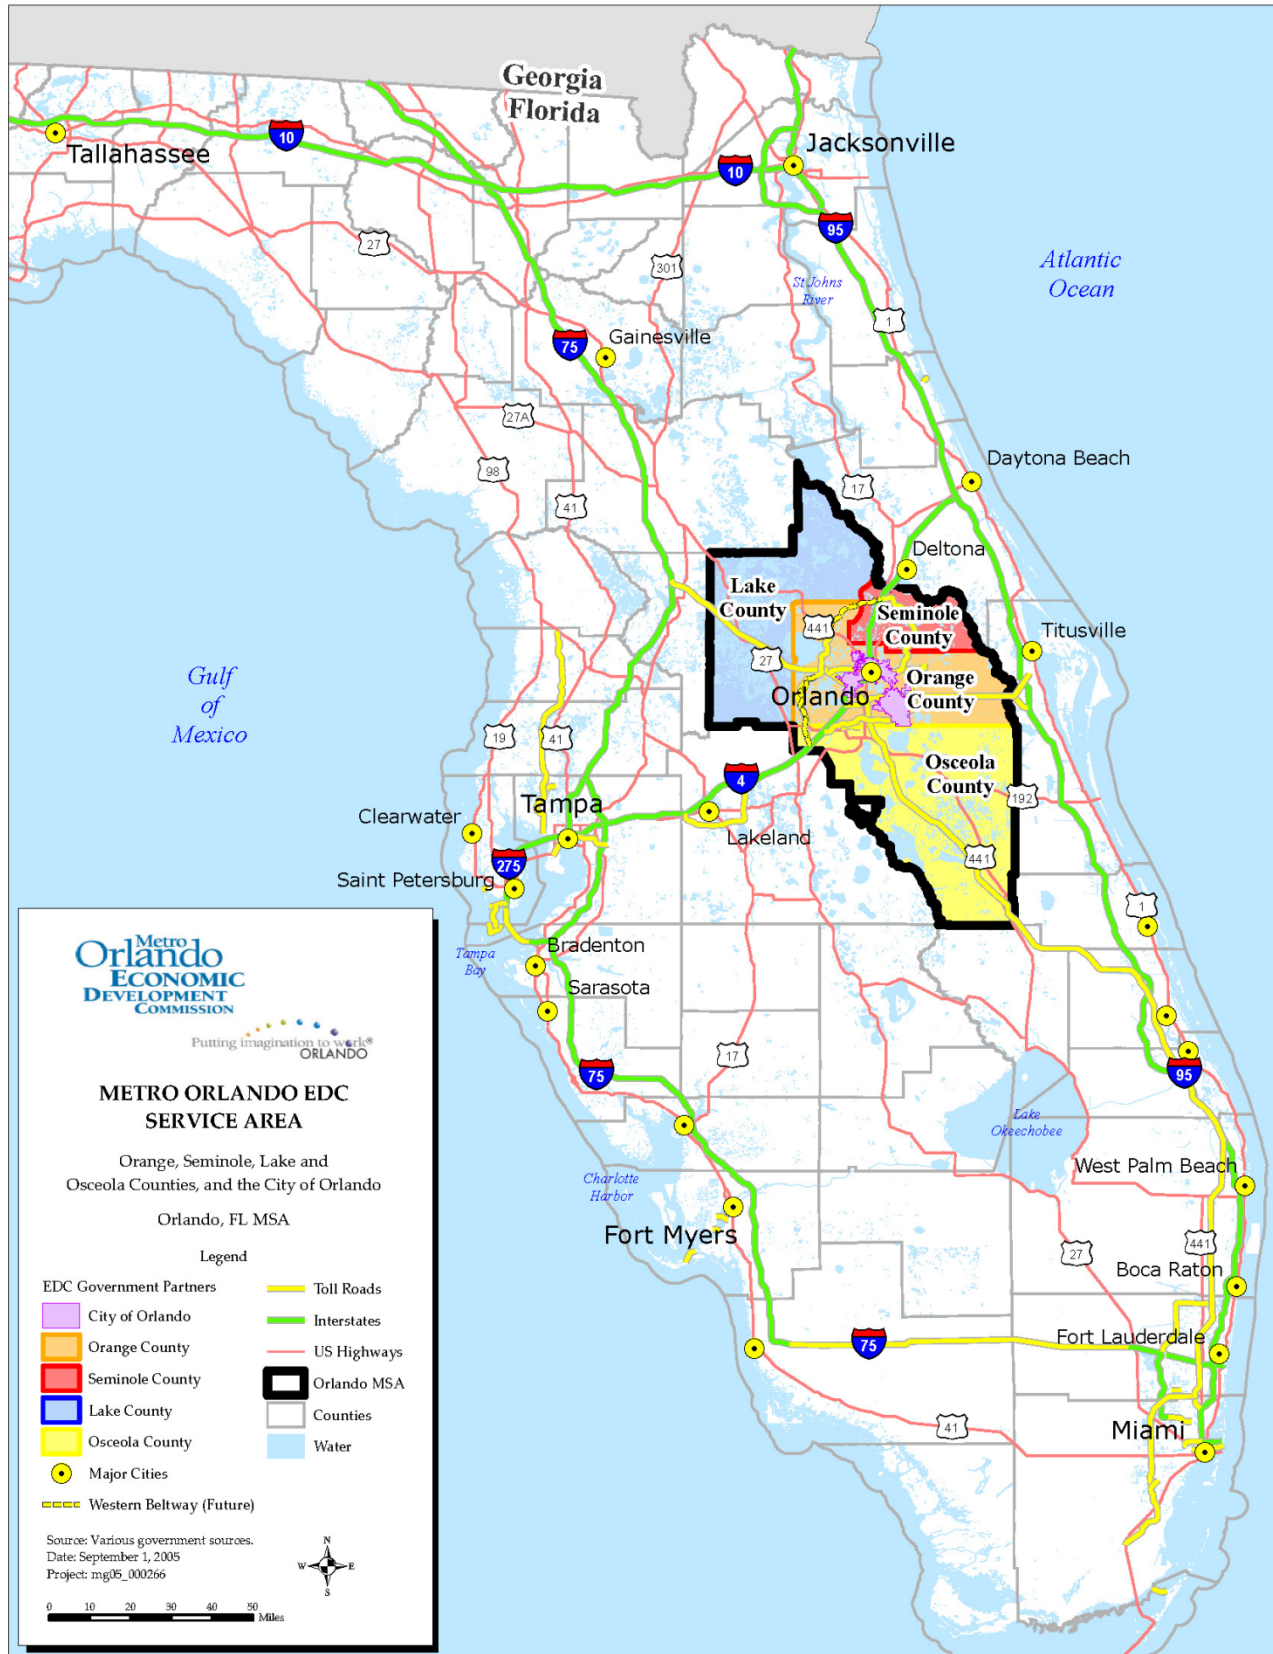 Georgia
Florida
10
Tallahassee
10
Jacksonville
95
27
301
St Johns
River
Atlantic
Ocean
1
75
Gainesville
27A
98
41
17
Daytona Beach
Deltona
Lake
County
Seminole
County
441
Titusville
27
Orange
County
Orlando
Gulf
of
Mexico
19
41
Osceola
County
4
192
Tampa
Clearwater
Lakeland
275
441
Saint Petersburg
1
Tampa
Bay
Bradenton
Sarasota
17
75
95
Lake
Okeechobee
Charlotte
Harbor
West Palm Beach
Fort Myers
27
441
Boca Raton
75
Fort Lauderdale
41
Miami
Metro
Orlando
ECONOMIC
DEVELOPMENT
COMMISSION
Putting imagination to work®
ORLANDO
METRO ORLANDO EDC
SERVICE AREA
Orange, Seminole, Lake and
Osceola Counties, and the City of Orlando
Orlando, FL MSA
Legend
EDC Government Partners
City of Orlando
Orange County
Seminole County
Lake County
Osceola County
Major Cities
Western Beltway (Future)
Toll Roads
Interstates
US Highways
Orlando MSA
Counties
Water
Source: Various government sources.
Date: September 1, 2005
Project: mg05_000266
N
W E
S
0 10 20 30 40 50
Miles